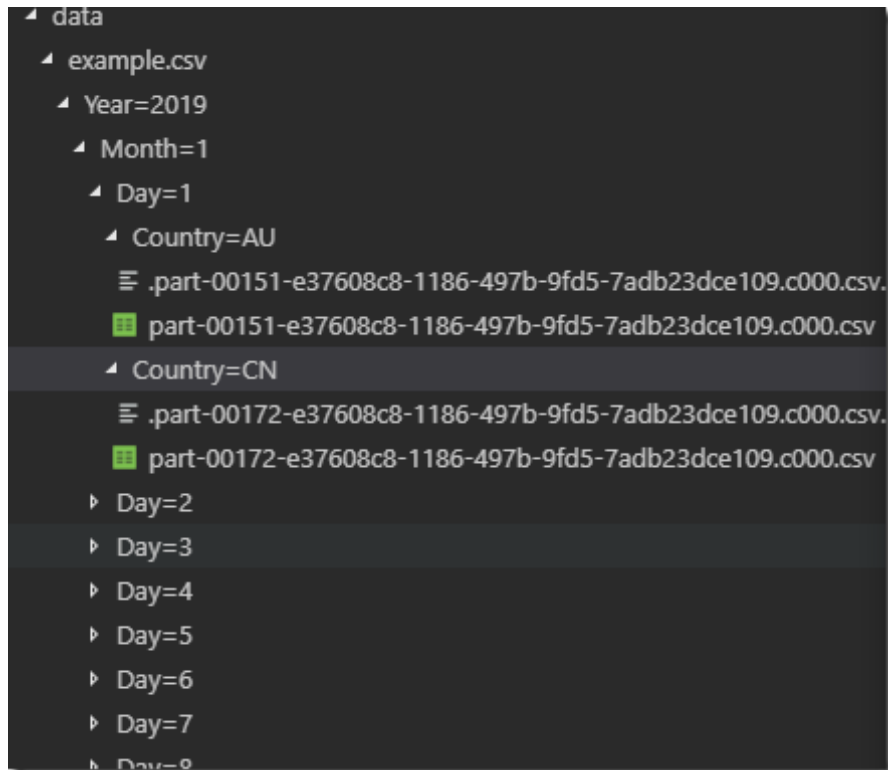 data
example.csv
Year=2019
Month=1
Day=1
Country=AU
.part-00151-e37608c8-1186-497b-9fd5-7adb23dce109.c000.csv.
part-00151-e37608c8-1186-497b-9fd5-7adb23dce109.c000.csv
Country=CN
.part-00172-e37608c8-1186-497b-9fd5-7adb23dce109.c000.csv.
part-00172-e37608c8-1186-497b-9fd5-7adb23dce109.c000.csv
Day=2
Day=3
Day=4
Day=5
Day=6
Day=7
Day=8